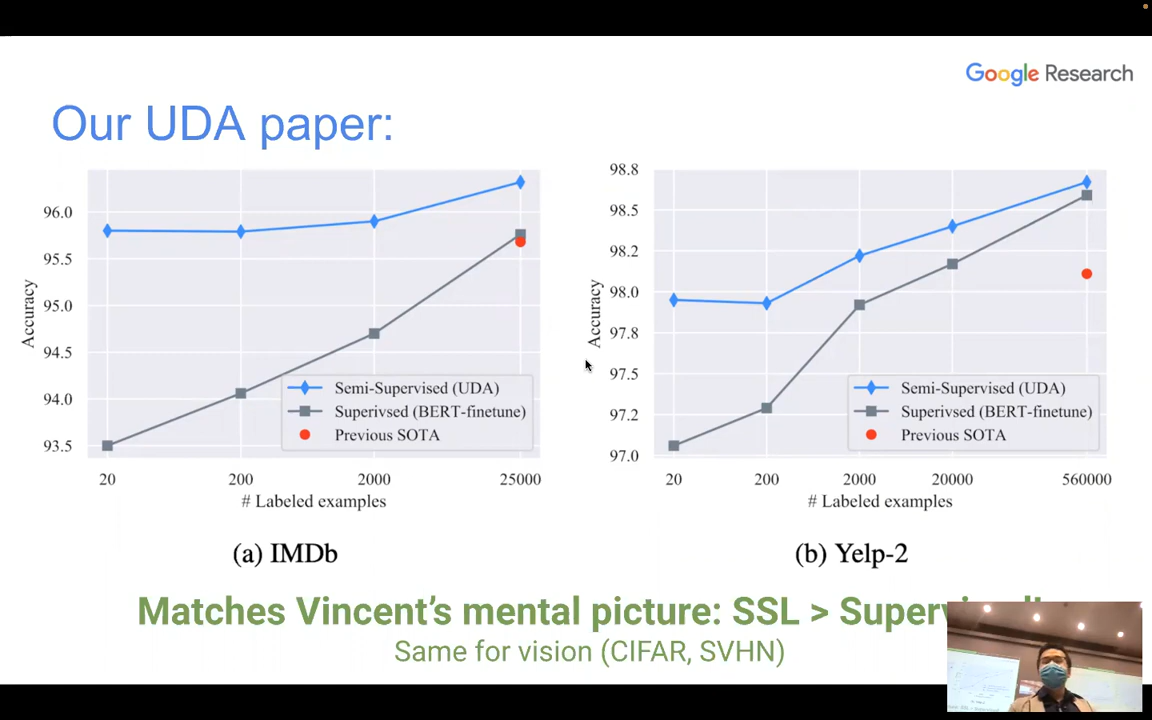 Google Research
Our UDA paper:
96.0
95.5
95.0
94.5
94.0
93.5
Accuracy
Semi-Supervised (UDA)
Superivsed (BERT-finetune)
Previous SOTA
20 200 2000 25000
# Labeled examples
(a) IMDb
98.8
98.5
98.2
98.0
97.8
97.5
97.2
97.0
Accuracy
Semi-Supervised (UDA)
Superivsed (BERT-finetune)
Previous SOTA
20 200 2000 20000 560000
# Labeled examples
(b) Yelp-2
Matches Vincent's mental picture: SSL >
Same for vision (CIFAR, SVHN)